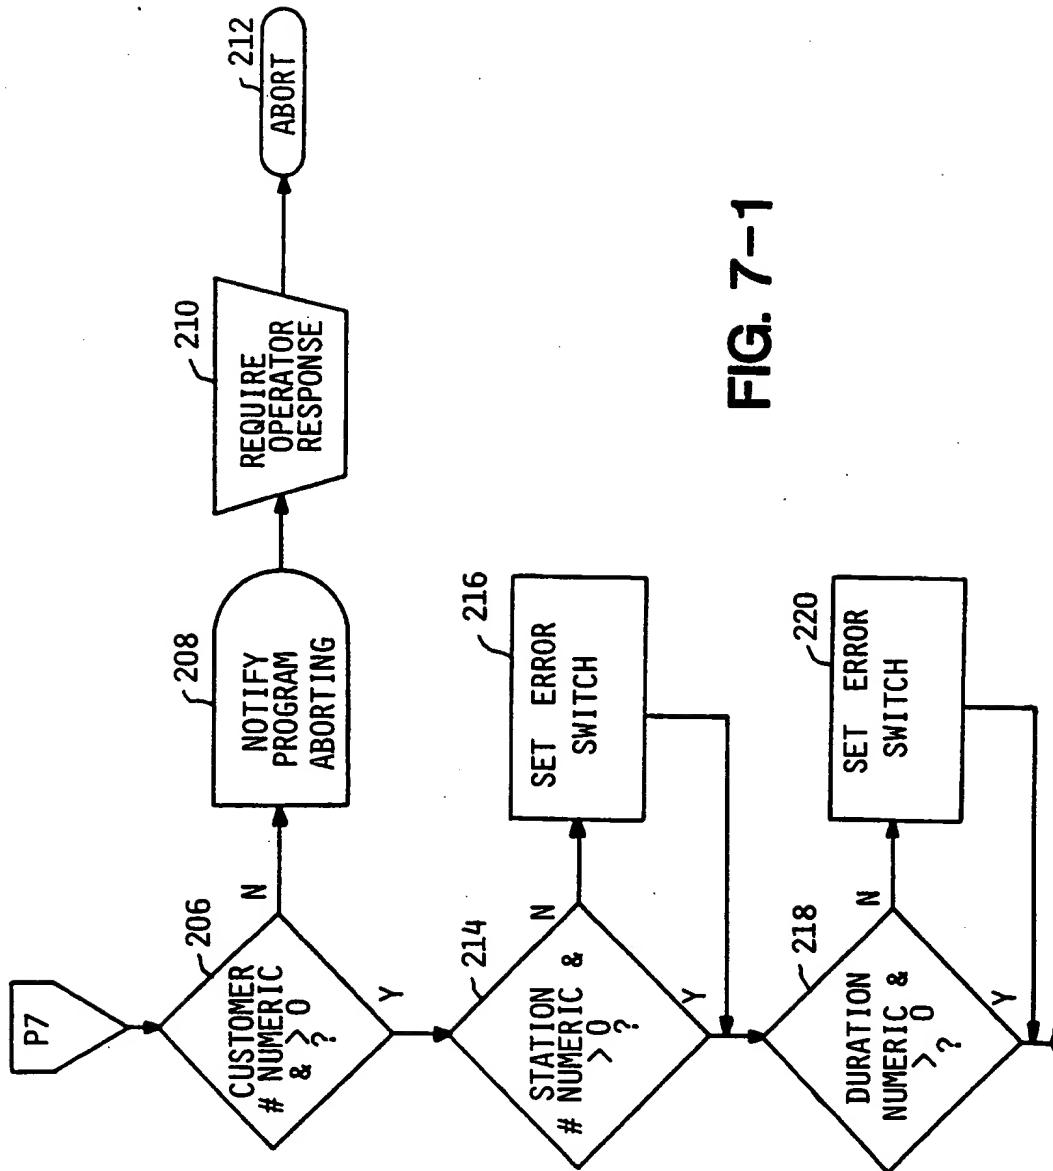 P7
206
CUSTOMER
# NUMERIC
& > 0
?
N
Y
208
NOTIFY
PROGRAM
ABORTING
210
REQUIRE
OPERATOR
RESPONSE
212
ABORT
214
STATION
# NUMERIC &
> 0
?
N
Y
216
SET ERROR
SWITCH
218
DURATION
NUMERIC &
> 0
?
N
Y
220
SET ERROR
SWITCH
FIG. 7-1